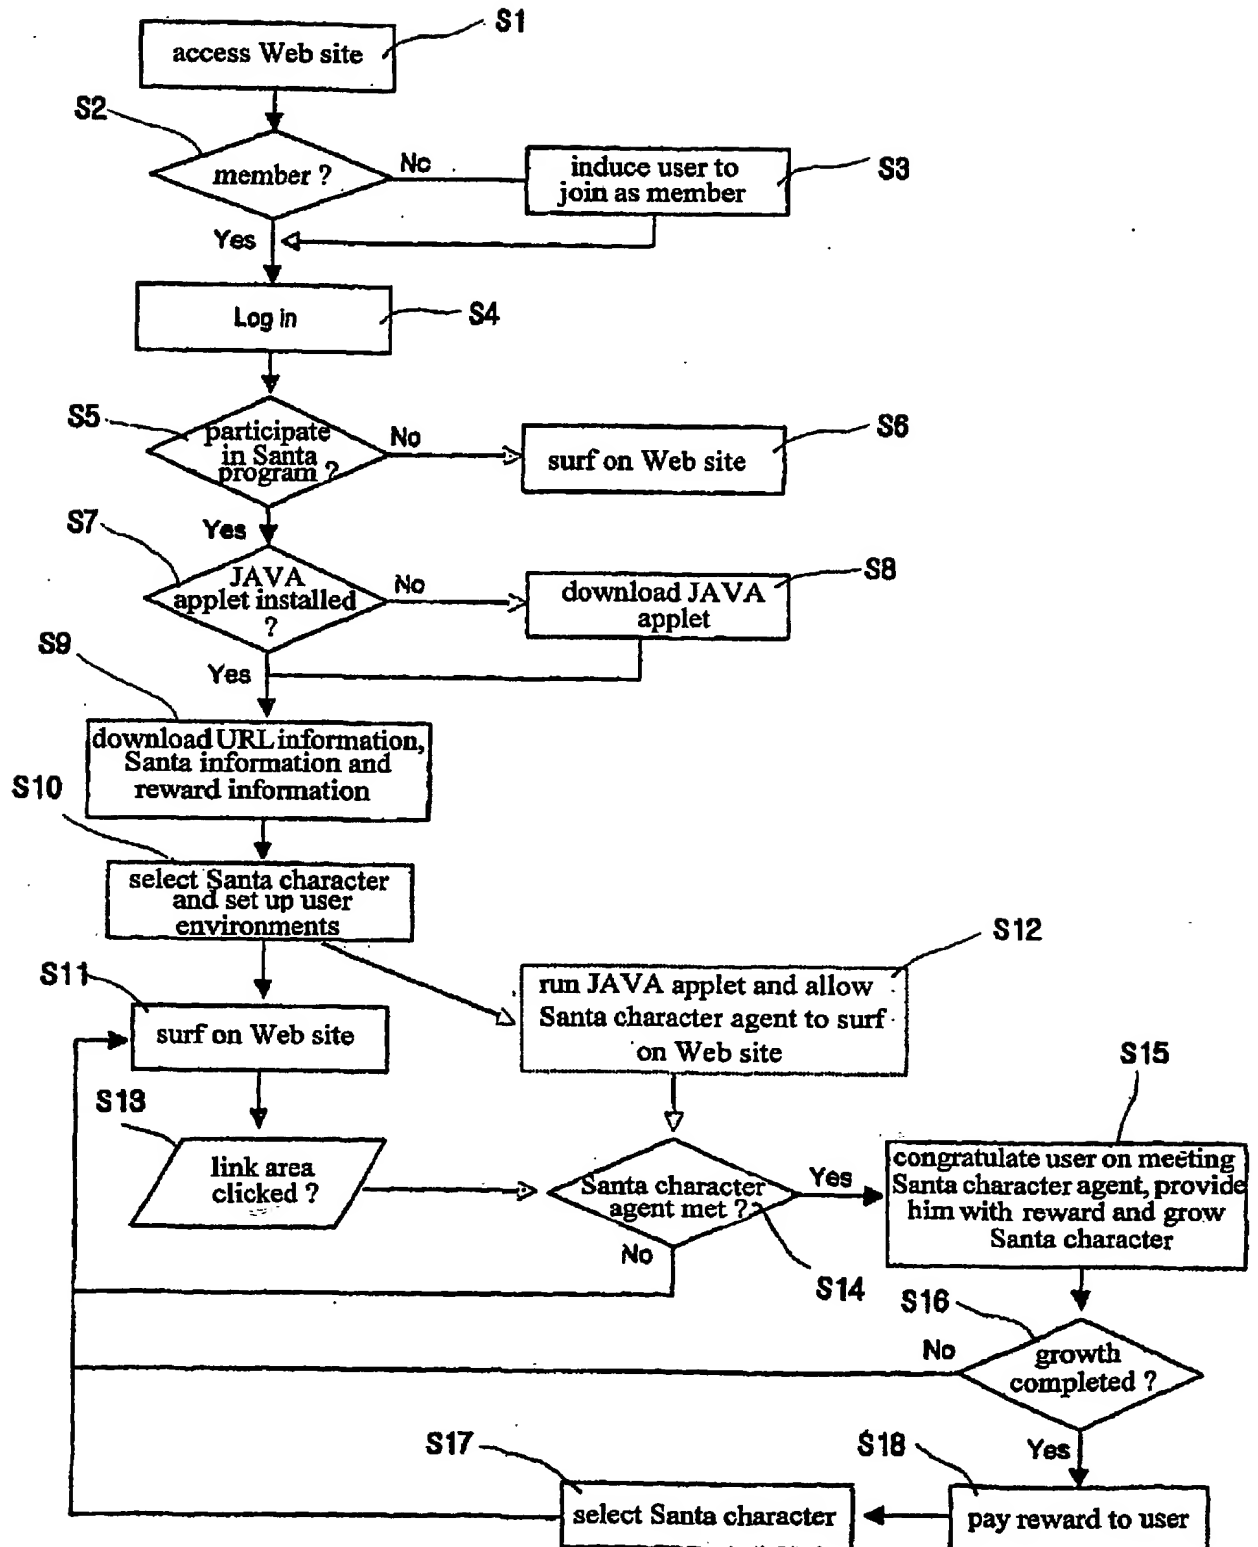 S1
access Web site
S2
member ?
Nc
induce user to
join as member
S3
Yes
Log in
S4
S5
participate
in Santa
program ?
No
surf on Web site
S6
Yes
S7
JAVA
applet installed
?
No
download JAVA
applet
S8
Yes
S9
download URL information,
Santa information and
reward information
S10
select Santa character
and set up user
environments
S11
surf on Web site
S12
run JAVA applet and allow
Santa character agent to surf
on Web site
S13
link area
clicked ?
Santa character
agent met ?
Yes
No
S14
S15
congratulate user on meeting
Santa character agent, provide
him with reward and grow
Santa character
S16
growth
completed ?
No
Yes
S17
select Santa character
S18
pay reward to user